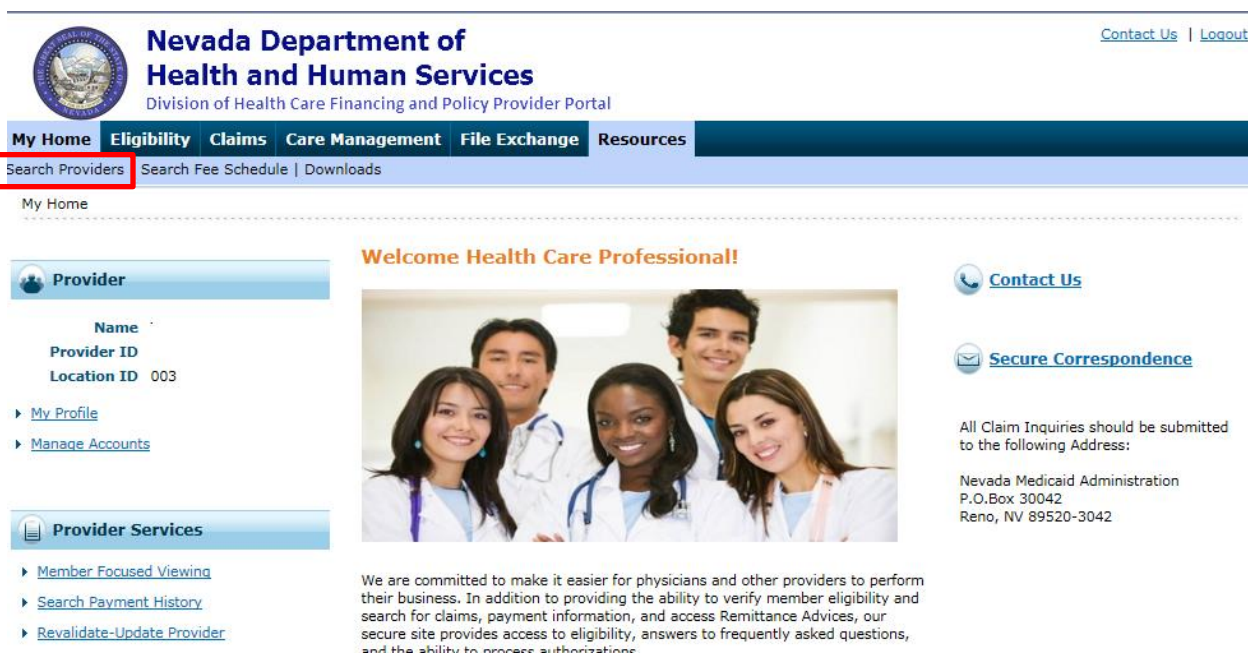 Nevada Department of
Health and Human Services
Division of Health Care Financing and Policy Provider Portal
Contact Us | Logout
My Home Eligibility Claims Care Management File Exchange Resources
Search Providers Search Fee Schedule | Downloads
My Home
Provider
Name
Provider ID
Location ID 003
My Profile
Manage Accounts
Provider Services
Member Focused Viewing
Search Payment History
Revalidate-Update Provider
Welcome Health Care Professional!
We are committed to make it easier for physicians and other providers to perform
their business. In addition to providing the ability to verify member eligibility and
search for claims, payment information, and access Remittance Advices, our
secure site provides access to eligibility, answers to frequently asked questions,
and the ability to process authorizations.
Contact Us
Secure Correspondence
All Claim Inquiries should be submitted
to the following Address:
Nevada Medicaid Administration
P.O.Box 30042
Reno, NV 89520-3042